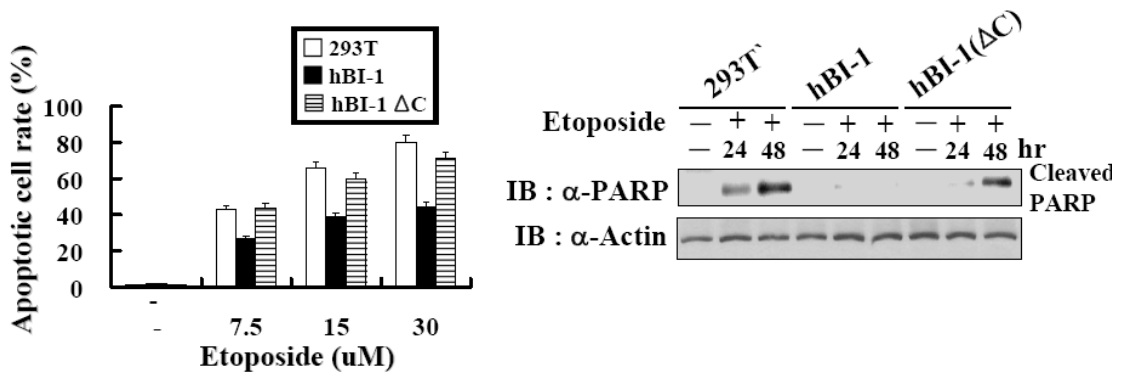 293T
hBI-1
hBI-1 ΔC
Apoptotic cell rate (%)
100
80
60
40
20
0
-
- 7.5 15 30
Etoposide (uM)
293T` hBI-1 hBI-1(ΔC)
Etoposide — + + — + + — + +
— 24 48 — 24 48 — 24 48 hr
IB : α-PARP Cleaved
PARP
IB : α-Actin